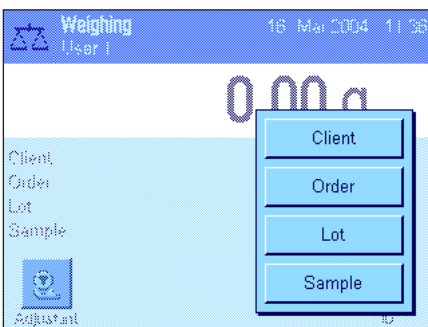 Weighing
User 1
16 Mar 2004 11:36
0.00 g
Client
Order
Lot
Sample
Client
Order
Lot
Sample
Adjust.int
ID